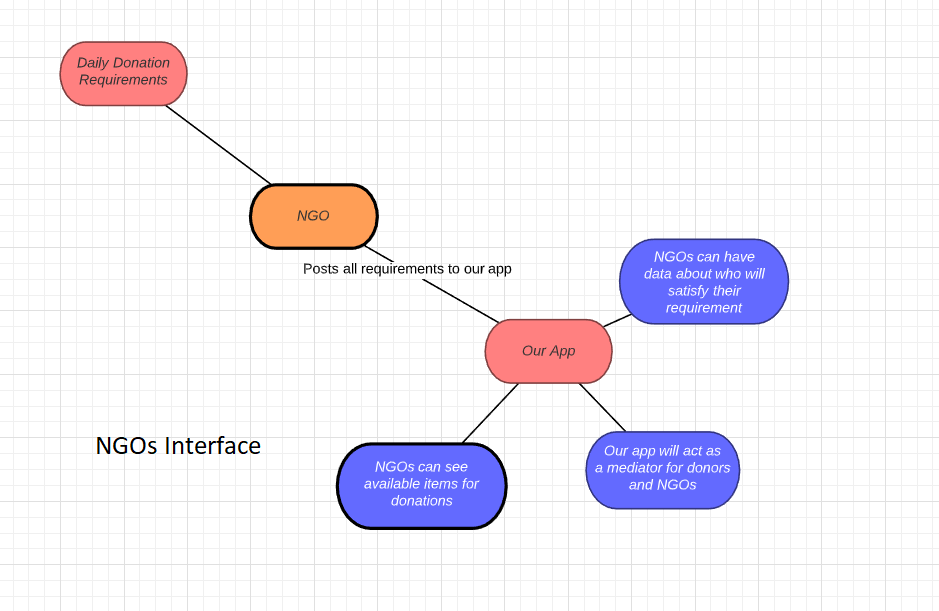 Daily Donation
Requirements
NGO
Posts all requirements to our app
NGOs can have
data about who will
satisfy their
requirement
Our App
NGOs Interface
NGOs can see
available items for
donations
Our app will act as
a mediator for donors
and NGOs